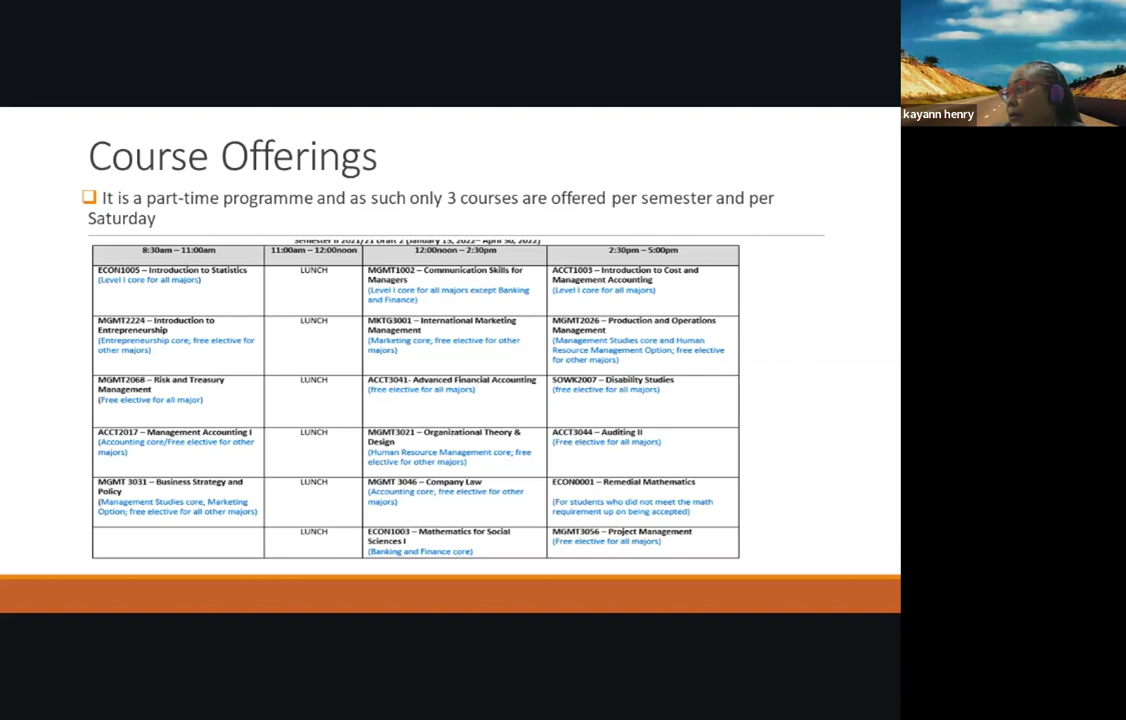 Course Offerings
It is a part-time programme and as such only 3 courses are offered per semester and per
Saturday
Semester II 2021/21 Draft 2 (January 15, 2022– April 30, 2022)
8:30am – 11:00am
11:00am – 12:00noon
12:00noon – 2:30pm
2:30pm – 5:00pm
ECON1005 – Introduction to Statistics
(Level I core for all majors)
LUNCH
MGMT1002 – Communication Skills for
Managers
(Level I core for all majors except Banking
and Finance)
ACCT1003 – Introduction to Cost and
Management Accounting
(Level I core for all majors)
MGMT2224 – Introduction to
Entrepreneurship
(Entrepreneurship core; free elective for
other majors)
LUNCH
MKTG3001 – International Marketing
Management
(Marketing core; free elective for other
majors)
MGMT2026 – Production and Operations
Management
(Management Studies core and Human
Resource Management Option; free elective
for other majors)
MGMT2068 – Risk and Treasury
Management
(Free elective for all major)
LUNCH
ACCT3041- Advanced Financial Accounting
(free elective for all majors)
SOWK2007 – Disability Studies
(free elective for all majors)
ACCT2017 – Management Accounting I
(Accounting core/Free elective for other
majors)
LUNCH
MGMT3021 – Organizational Theory &
Design
(Human Resource Management core; free
elective for other majors)
ACCT3044 – Auditing II
(Free elective for all majors)
MGMT 3031 – Business Strategy and
Policy
(Management Studies core, Marketing
Option; free elective for all other majors)
LUNCH
MGMT 3046 – Company Law
(Accounting core, free elective for other
majors)
ECON0001 – Remedial Mathematics
(For students who did not meet the math
requirement up on being accepted)
LUNCH
ECON1003 – Mathematics for Social
Sciences I
(Banking and Finance core)
MGMT3056 – Project Management
(Free elective for all majors)
kayann henry